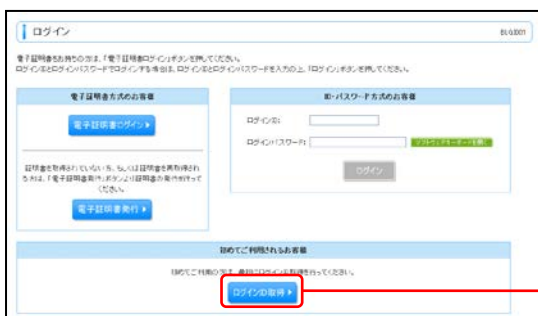 ログイン
BLGI001
電子証明書をお持ちの方は、「電子証明書ログイン」ボタンを押してください。
ログインIDとログインパスワードでログインする場合は、ログインIDとログインパスワードを入力の上、「ログイン」ボタンを押してください。
電子証明書方式のお客様
電子証明書ログイン
証明書を取得されていない方、もしくは証明書を再取得され
る方は、「電子証明書発行」ボタンより証明書の発行を行って
ください。
電子証明書発行
ID・パスワード方式のお客様
ログインID:
ログインパスワード:
ソフトウェアキーボードを開く
ログイン
初めてご利用されるお客様
初めてご利用の方は、最初にログインID取得を行ってください。
ログインID取得